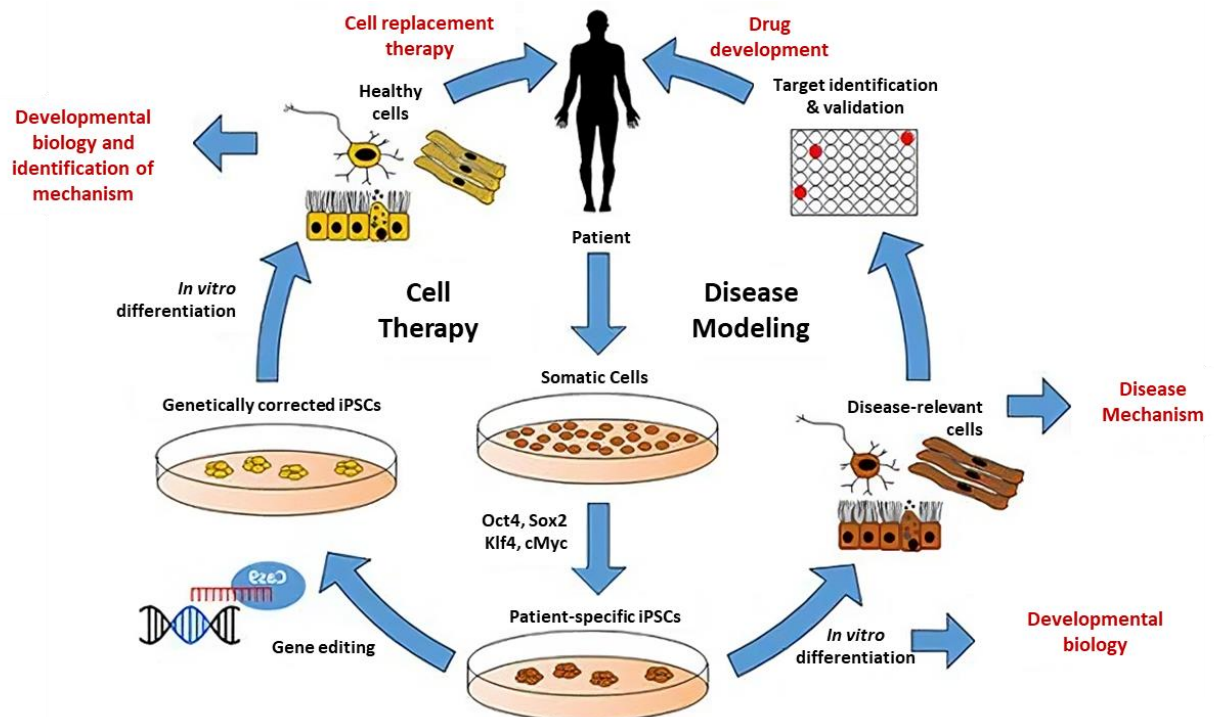 Cell replacement
therapy
Drug
development
Healthy
cells
Target identification
& validation
Developmental
biology and
identification of
mechanism
Patient
In vitro
differentiation
Cell
Therapy
Disease
Modeling
Genetically corrected iPSCs
Somatic Cells
Disease-relevant
cells
Disease
Mechanism
Oct4, Sox2
Klf4, cMyc
Cas9
Gene editing
Patient-specific iPSCs
In vitro
differentiation
Developmental
biology